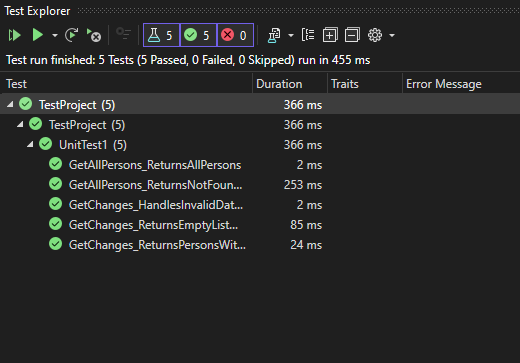 Test Explorer
5 5 0
Test run finished: 5 Tests (5 Passed, 0 Failed, 0 Skipped) run in 455 ms
Test Duration Traits Error Message
TestProject (5) 366 ms
TestProject (5) 366 ms
UnitTest1 (5) 366 ms
GetAllPersons_ReturnsAllPersons 2 ms
GetAllPersons_ReturnsNotFoun... 253 ms
GetChanges_HandlesInvalidDat... 2 ms
GetChanges_ReturnsEmptyList... 85 ms
GetChanges_ReturnsPersonsWit... 24 ms